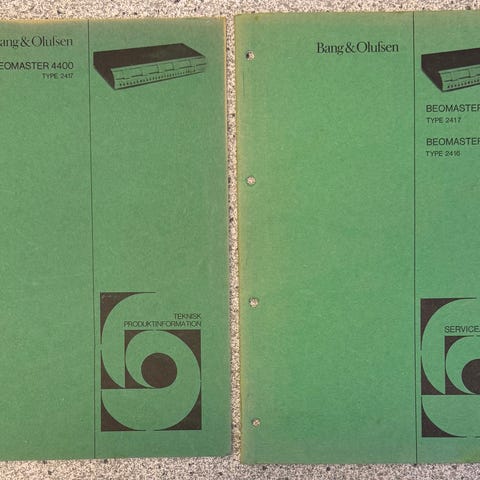 Bang & Olufsen
BEOMASTER 4400
TYPE 2417
TEKNISK
PRODUKTINFORMATION
Bang & Olufsen
BEOMASTER
TYPE 2417
BEOMASTER
TYPE 2416
SERVICE